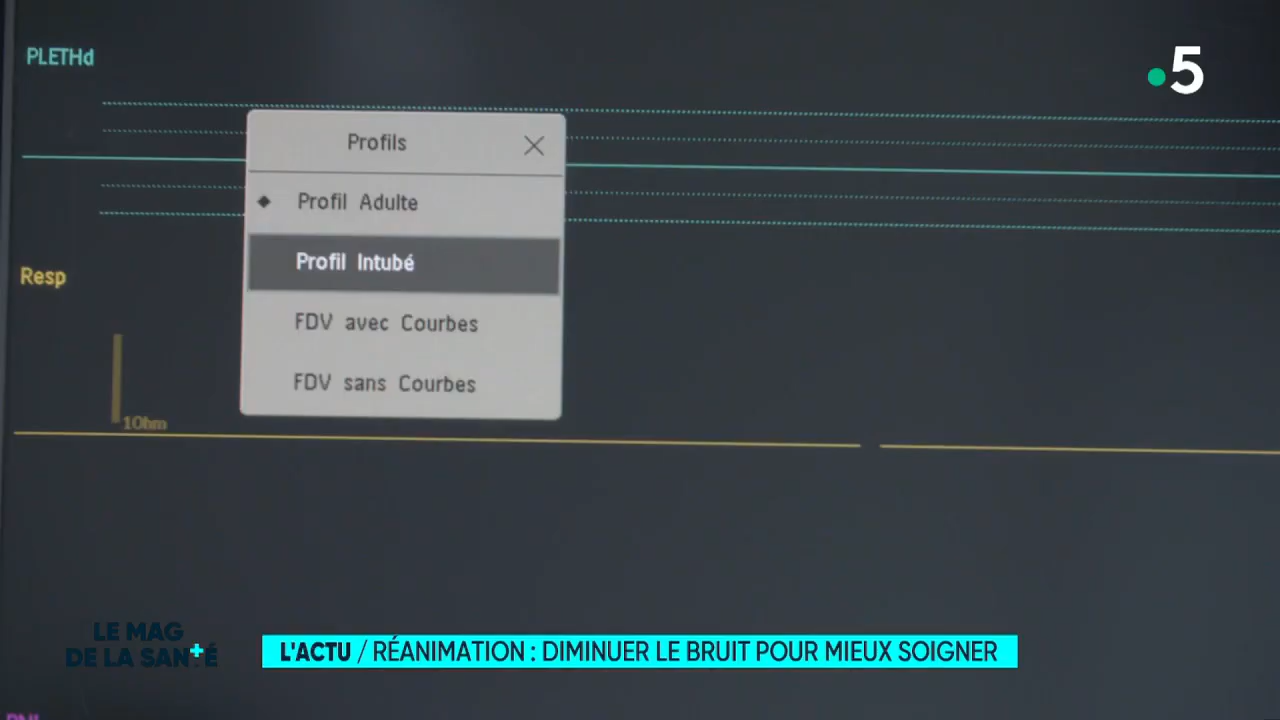 PLETHd
5
Profils
Profil Adulte
Profil Intubé
FDV avec Courbes
FDV sans Courbes
Resp
1Ohm
LE MAG
DE LA SANTÉ
L'ACTU / RÉANIMATION : DIMINUER LE BRUIT POUR MIEUX SOIGNER